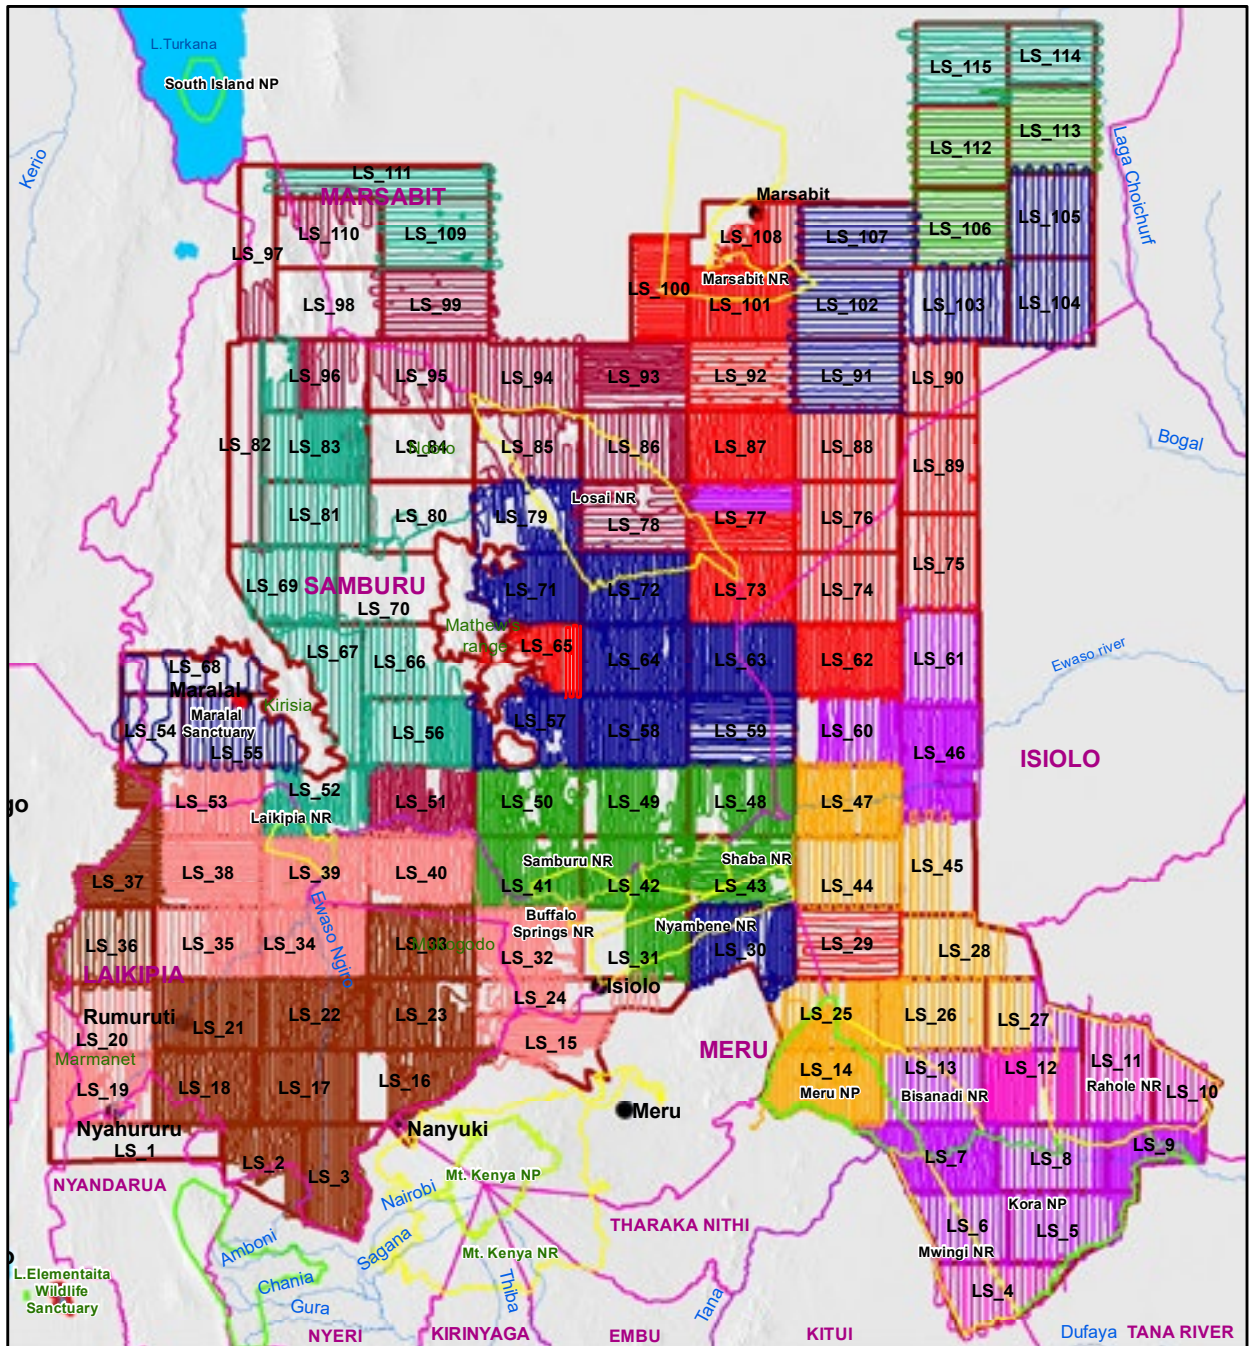 L.Turkana
South Island NP
LS_115
LS_114
Kerio
LS_112
LS_113
Laga Choichurf
LS_111
MARSABIT
Marsabit
LS_105
LS_97
LS_110
LS_109
LS_108
LS_107
LS_106
Marsabit NR
LS_100
LS_98
LS_99
LS_101
LS_102
LS_103
LS_104
LS_96
LS_95
LS_94
LS_93
LS_92
LS_91
LS_90
LS_82
LS_83
LS_84
Ndoto
LS_85
LS_86
LS_87
LS_88
LS_89
Bogal
Losai NR
LS_81
LS_80
LS_79
LS_78
LS_77
LS_76
LS_75
LS_69
SAMBURU
LS_70
LS_71
LS_72
LS_73
LS_74
Mathew's
range
LS_68
LS_67
LS_66
LS_65
LS_64
LS_63
LS_62
LS_61
Ewaso river
Maralal
Kirisia
Maralal
Sanctuary
LS_54
LS_55
LS_56
LS_57
LS_58
LS_59
LS_60
LS_46
ISIOLO
go
LS_53
LS_52
Laikipia NR
LS_51
LS_50
LS_49
LS_48
LS_47
LS_37
LS_38
LS_39
LS_40
Samburu NR
LS_41
LS_42
Shaba NR
LS_43
LS_44
LS_45
Ewaso Ngiro
LS_36
LS_35
LS_34
LS_33
Mukogodo
Buffalo
Springs NR
LS_32
LS_31
Nyambene NR
LS_30
LS_29
LS_28
LAIKIPIA
Isiolo
Rumuruti
LS_20
LS_21
LS_22
LS_23
LS_24
LS_25
LS_26
LS_27
Marmanet
LS_15
MERU
LS_19
LS_18
LS_17
LS_16
LS_14
Meru NP
LS_13
Bisanadi NR
LS_12
LS_11
Rahole NR
LS_10
Nyahururu
Nanyuki
Meru
LS_1
LS_2
LS_3
LS_7
LS_8
LS_9
NYANDARUA
Mt. Kenya NP
Nairobi
Kora NP
LS_6
LS_5
THARAKA NITHI
Mwingi NR
Amboni
Sagana
Mt. Kenya NR
L.Elementaita
Wildlife
Sanctuary
Chania
Thiba
Tana
LS_4
Gura
NYERI
KIRINYAGA
EMBU
KITUI
Dufaya
TANA RIVER